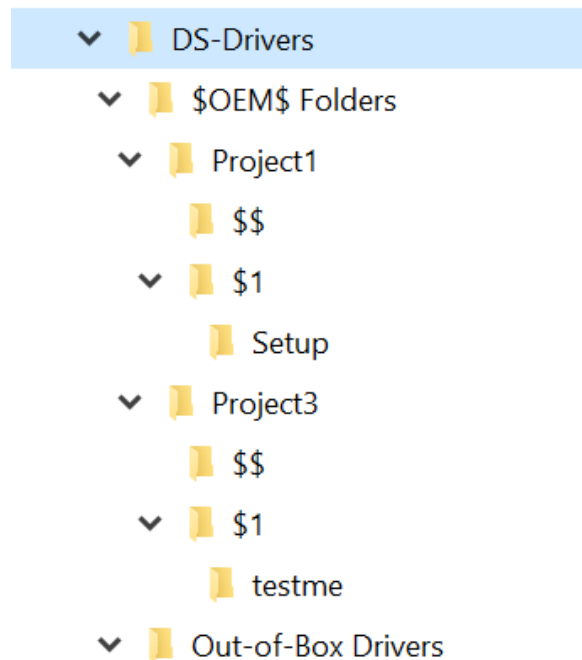 DS-Drivers
$OEM$ Folders
Project1
$$
$1
Setup
Project3
$$
$1
testme
Out-of-Box Drivers